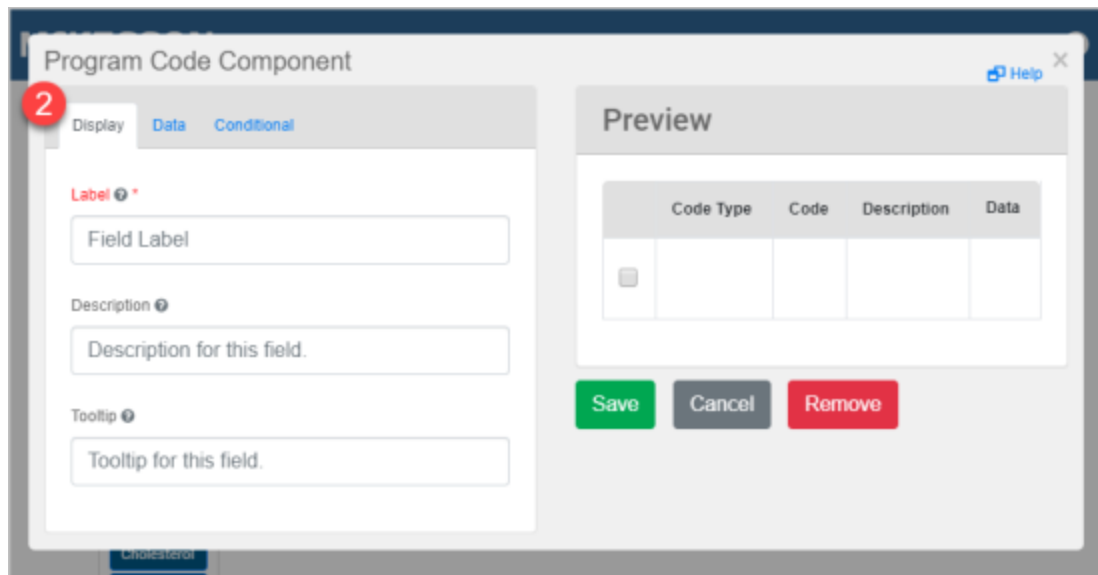 Program Code Component
Help ×
2
Display Data Conditional
Label *
Field Label
Description
Description for this field.
Tooltip
Tooltip for this field.
Preview
Code Type Code Description Data
Save Cancel Remove
Cholesterol